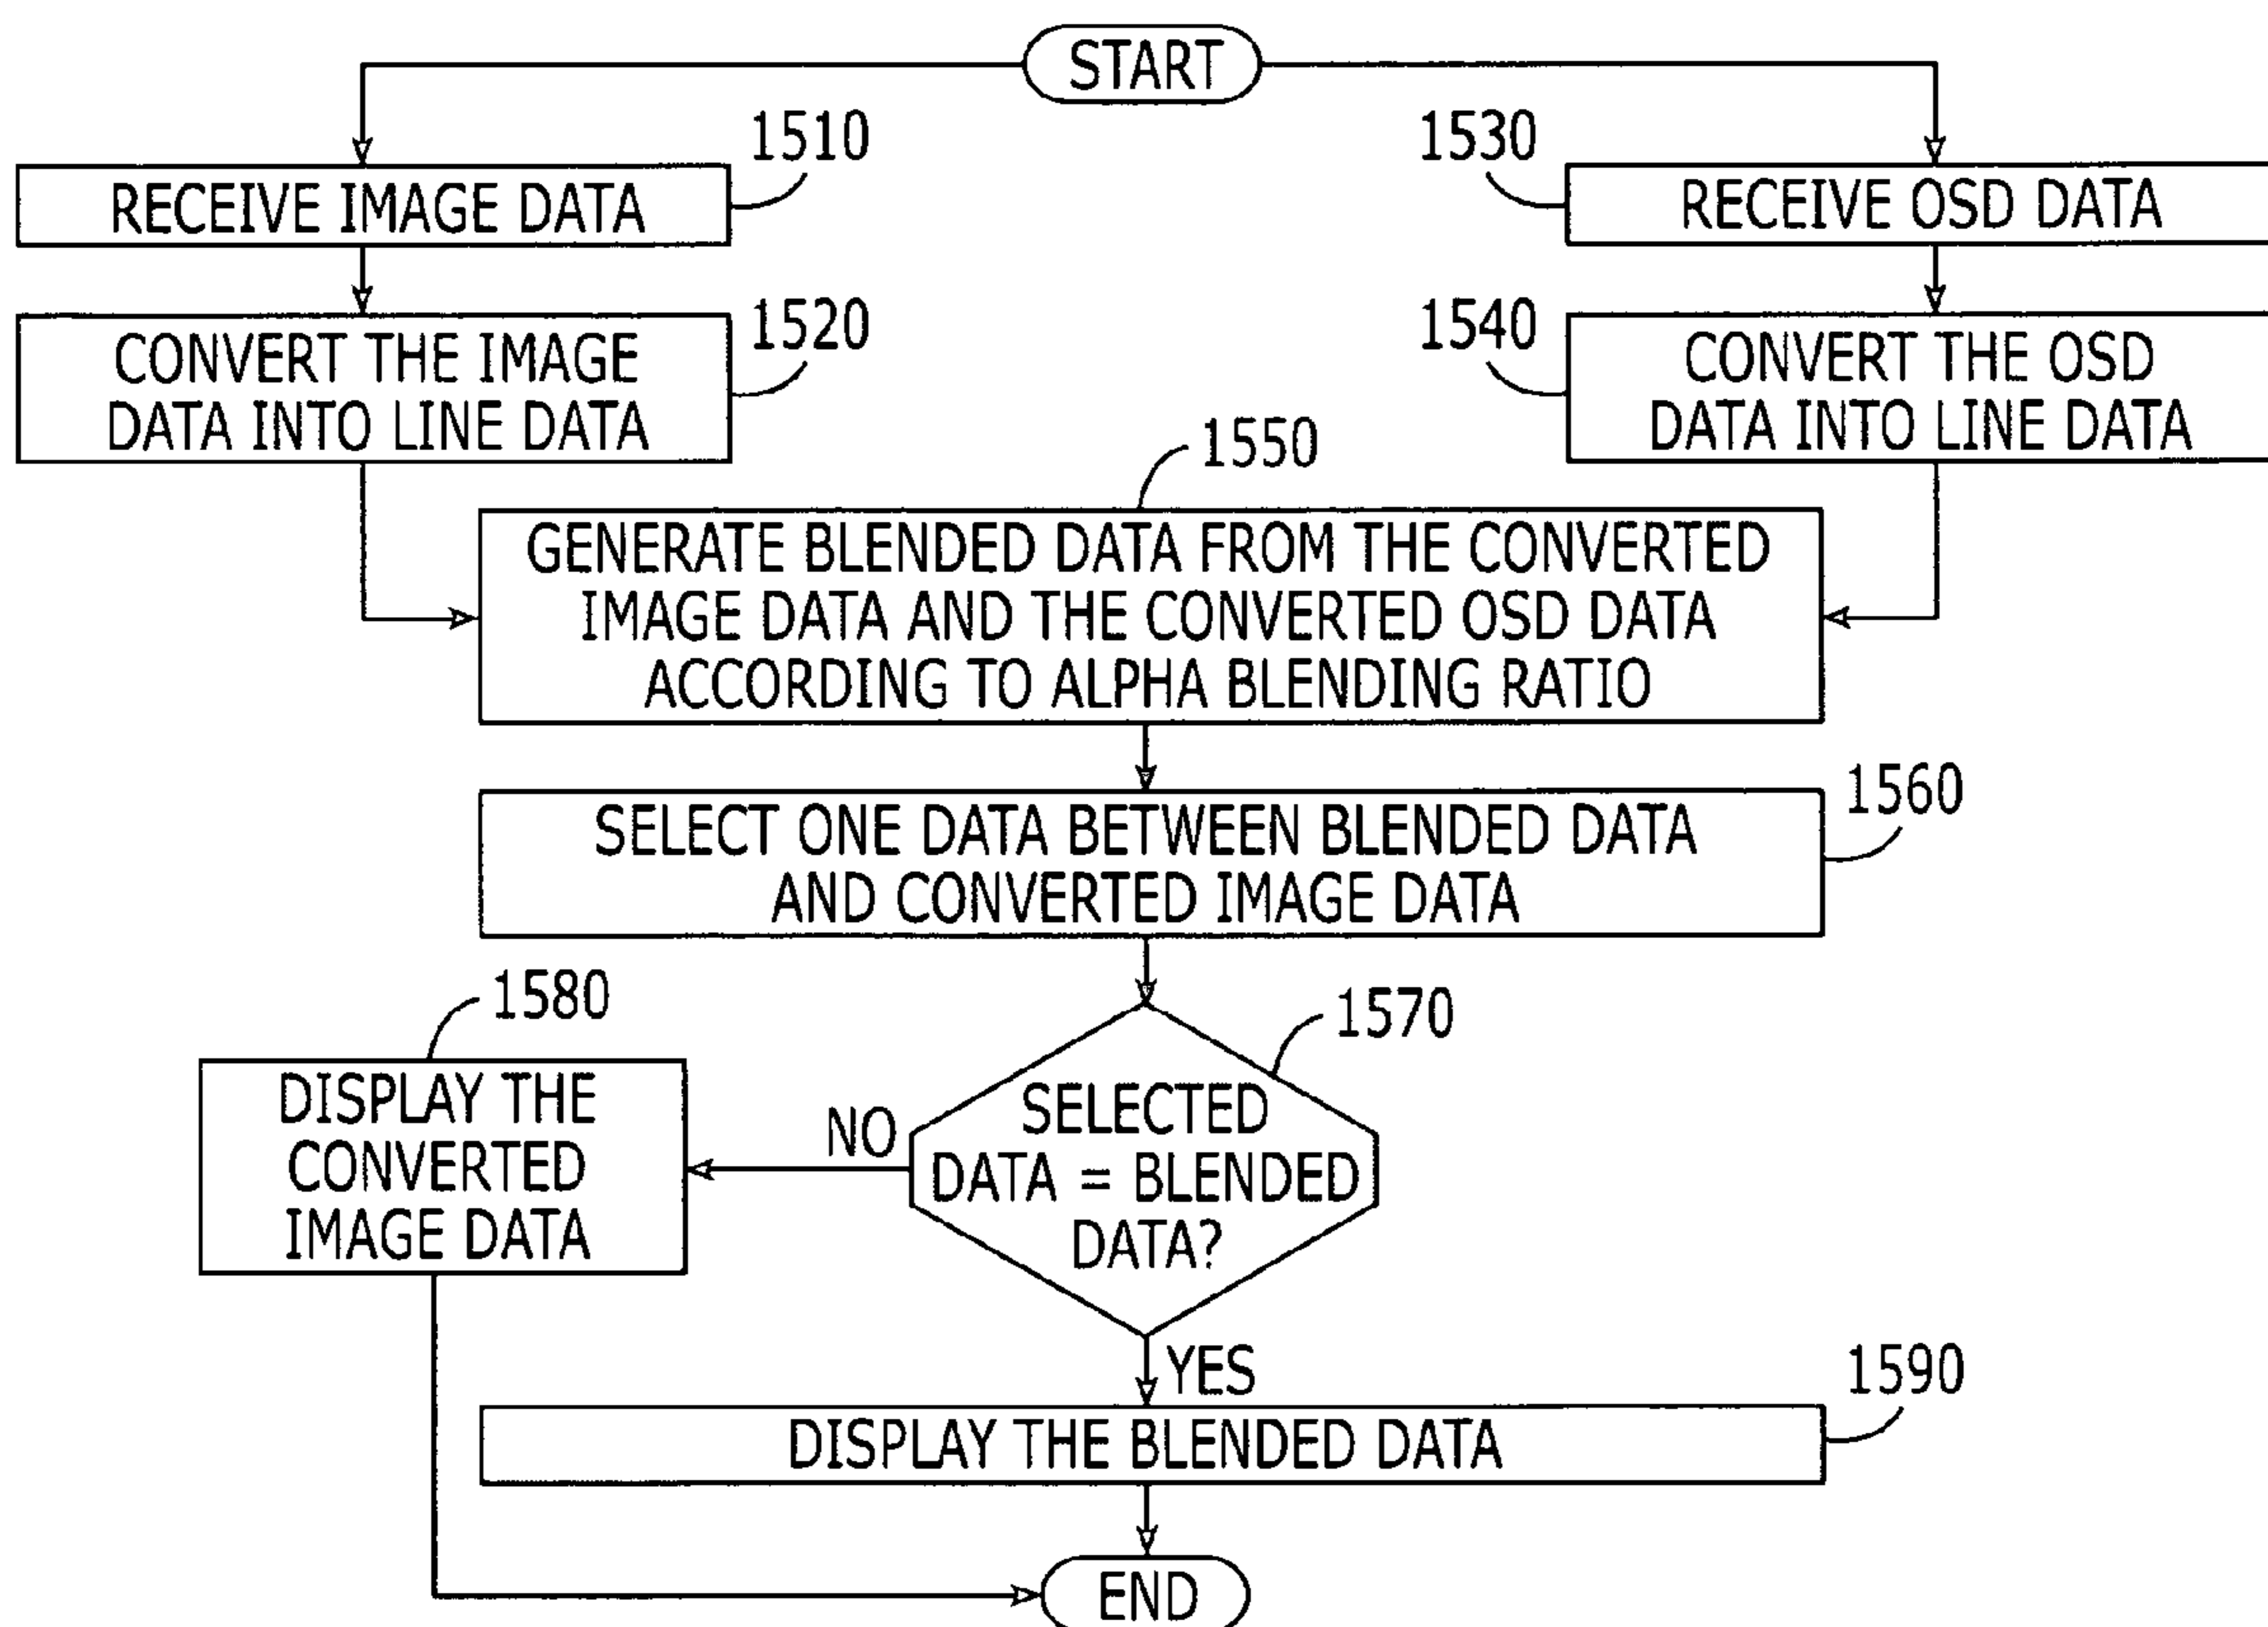 START
1510
1530
RECEIVE IMAGE DATA
RECEIVE OSD DATA
1520
1540
CONVERT THE IMAGE
DATA INTO LINE DATA
CONVERT THE OSD
DATA INTO LINE DATA
1550
GENERATE BLENDED DATA FROM THE CONVERTED
IMAGE DATA AND THE CONVERTED OSD DATA
ACCORDING TO ALPHA BLENDING RATIO
1560
SELECT ONE DATA BETWEEN BLENDED DATA
AND CONVERTED IMAGE DATA
1580
1570
DISPLAY THE
CONVERTED
IMAGE DATA
NO
SELECTED
DATA = BLENDED
DATA?
YES
1590
DISPLAY THE BLENDED DATA
END